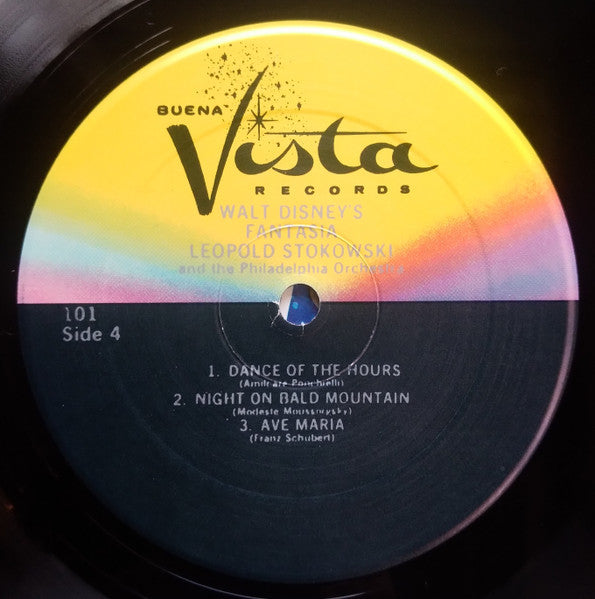 BUENA
Vista
RECORDS
WALT DISNEY'S
FANTASIA
LEOPOLD STOKOWSKI
and the Philadelphia Orchestra
101
Side 4
1. DANCE OF THE HOURS
(Amilcare Ponchielli)
2. NIGHT ON BALD MOUNTAIN
(Modeste Moussorgsky)
3. AVE MARIA
(Franz Schubert)